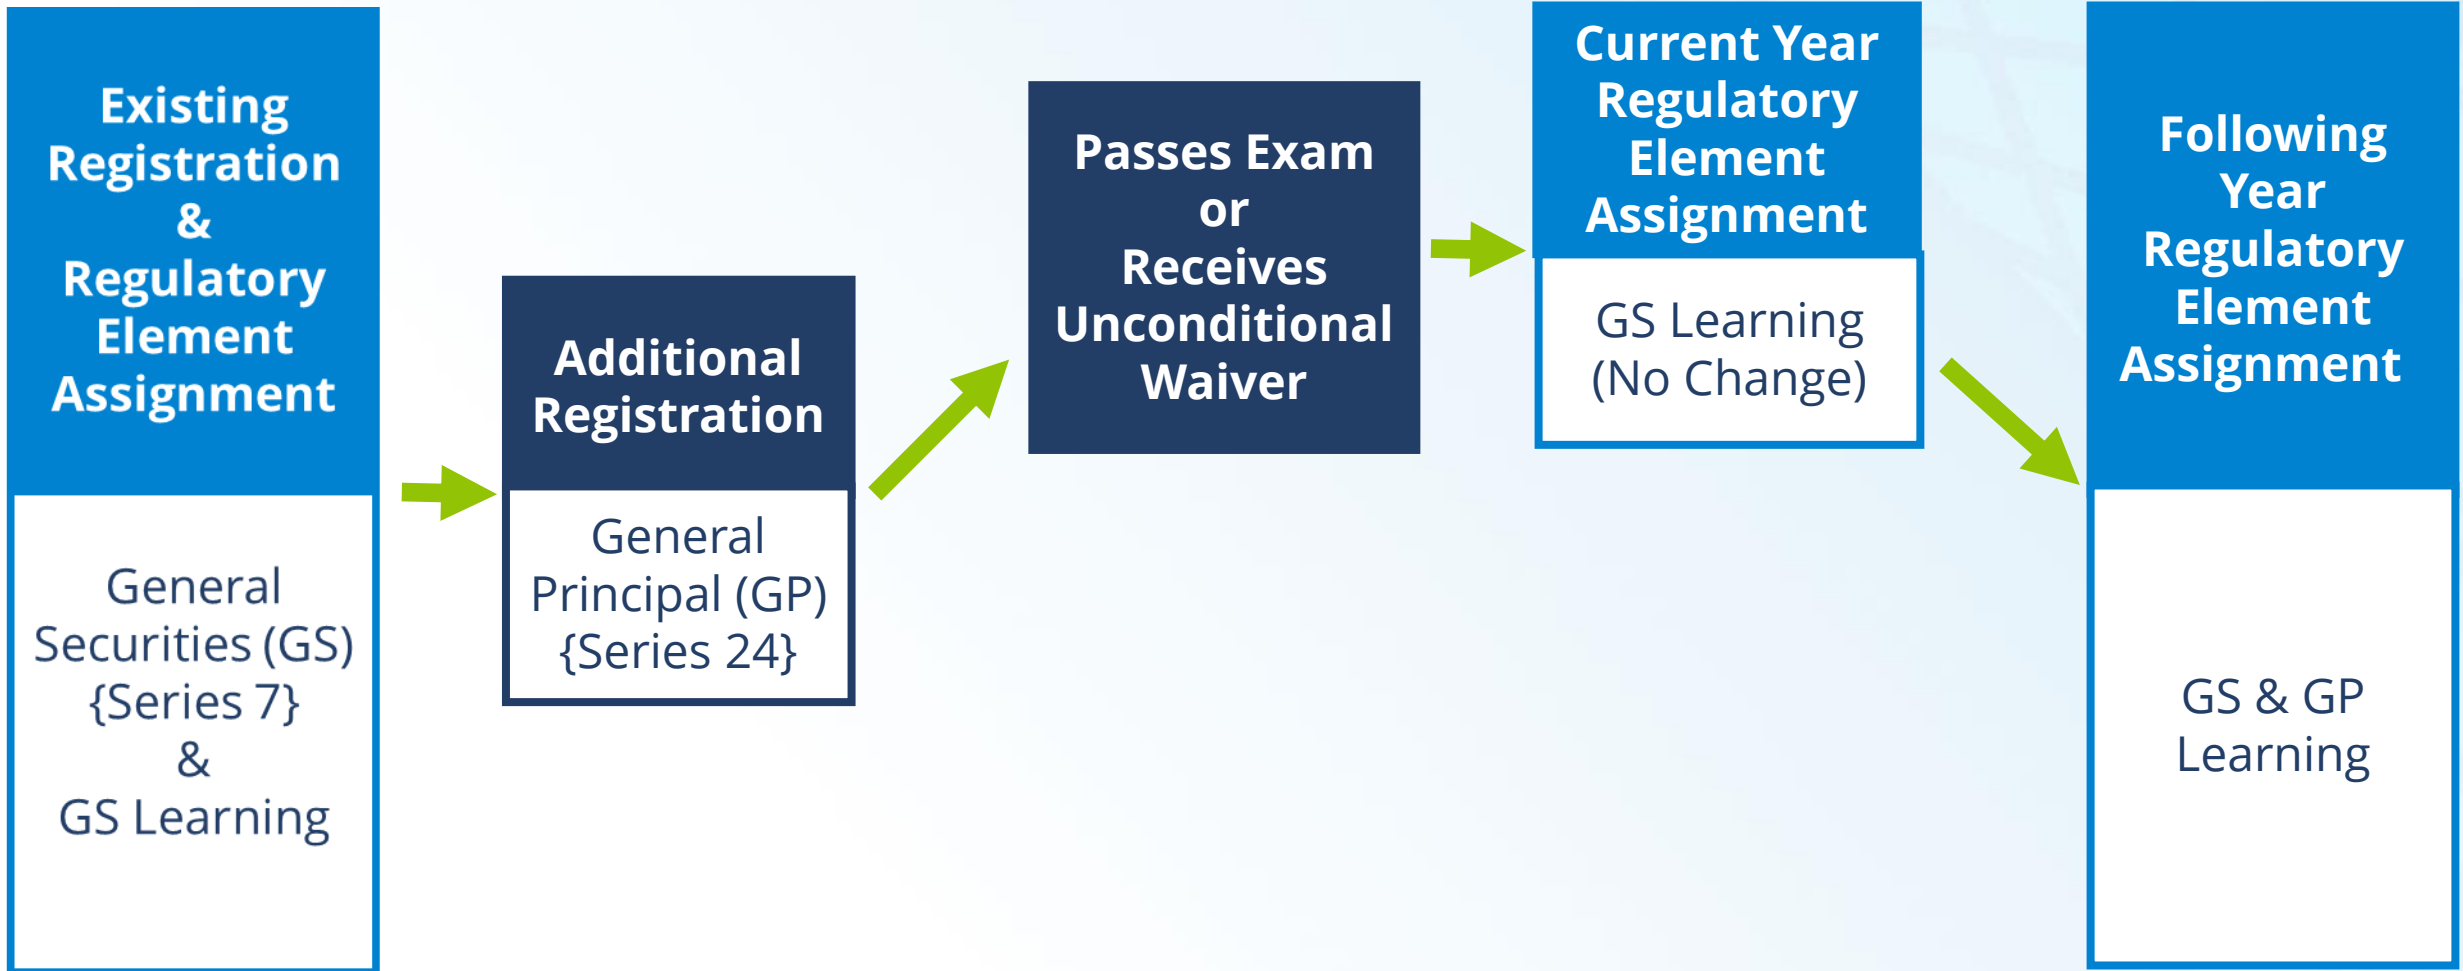 Existing
Registration
&
Regulatory
Element
Assignment
General
Securities (GS)
{Series 7}
&
GS Learning
Additional
Registration
General
Principal (GP)
{Series 24}
Passes Exam
or
Receives
Unconditional
Waiver
Current Year
Regulatory
Element
Assignment
GS Learning
(No Change)
Following
Year
Regulatory
Element
Assignment
GS & GP
Learning